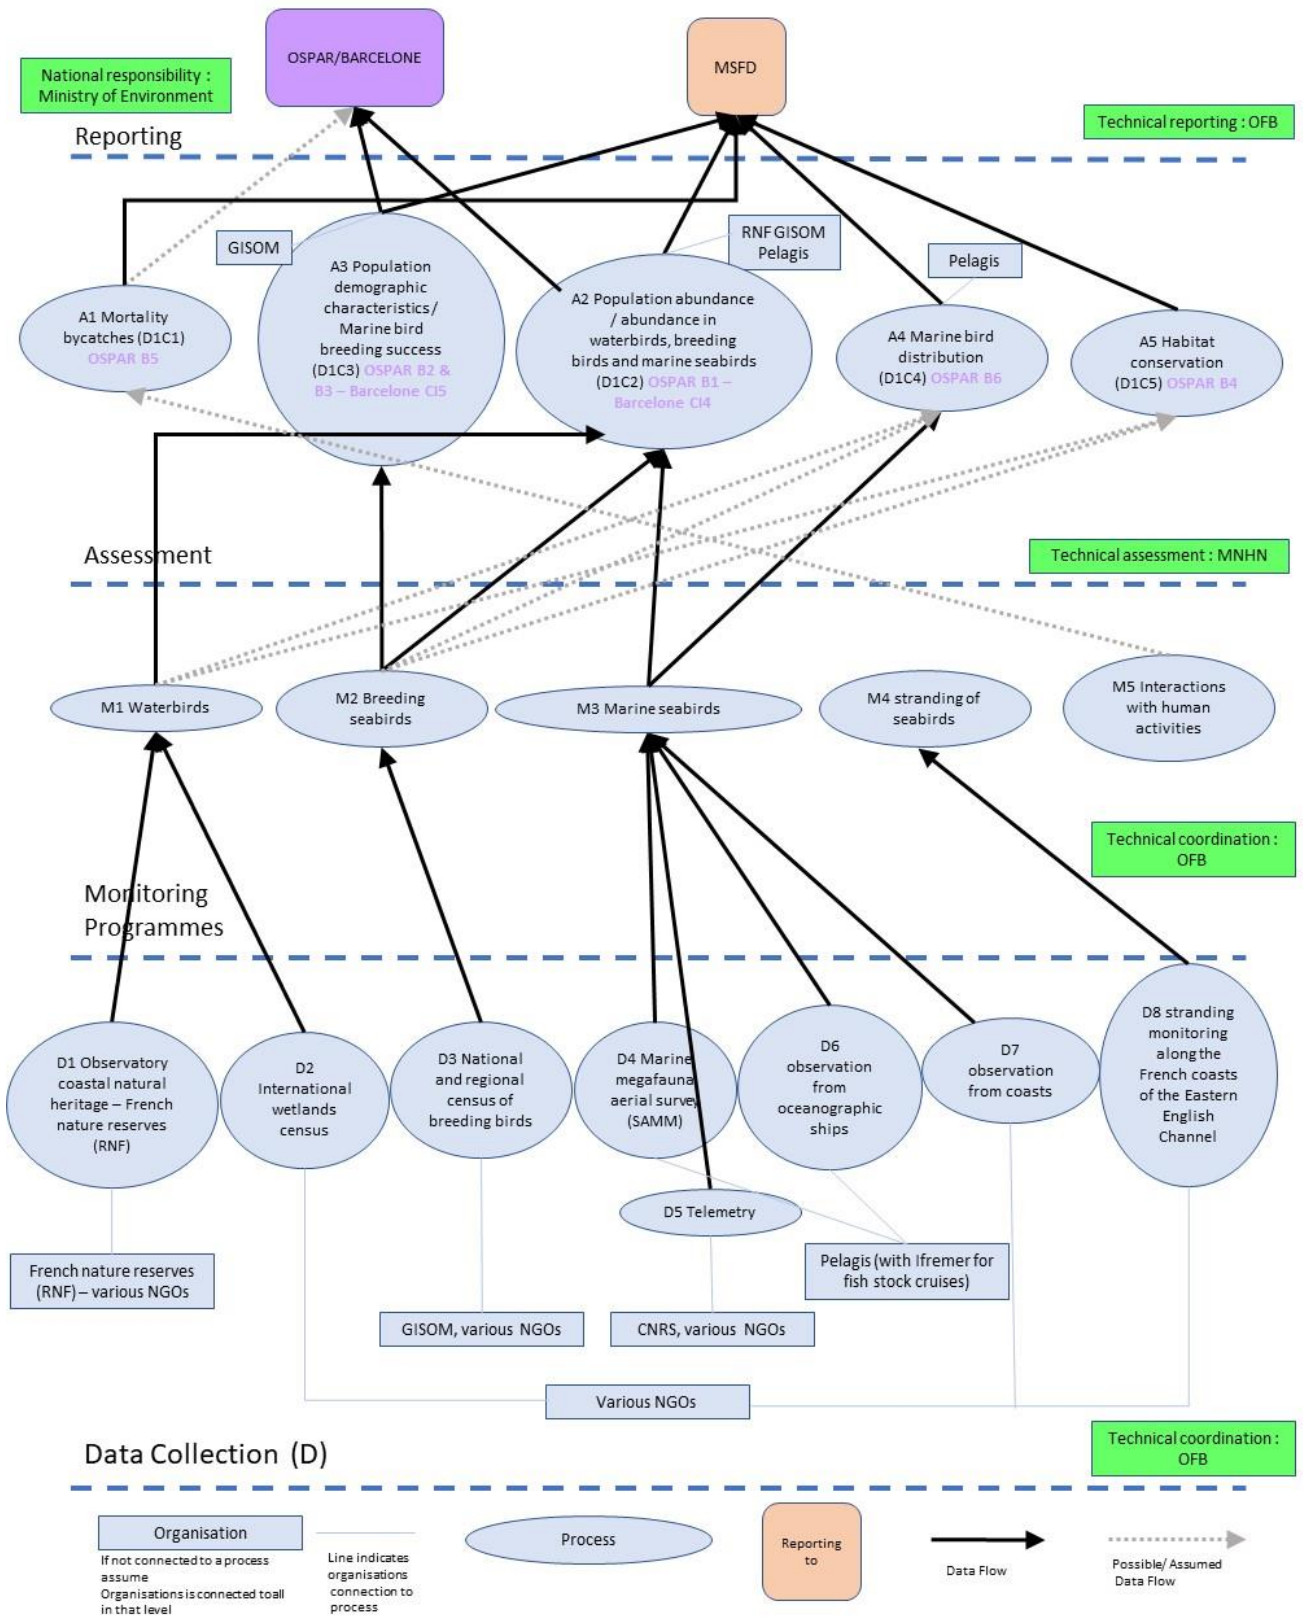 OSPAR/BARCELONE
MSFD
National responsibility :
Ministry of Environment
Technical reporting : OFB
Reporting
GISOM
RNF GISOM
Pelagis
Pelagis
A1 Mortality
bycatches (D1C1)
OSPAR B5
A3 Population
demographic
characteristics/
Marine bird
breeding success
(D1C3) OSPAR B2 &
B3 – Barcelone CI5
A2 Population abundance
/ abundance in
waterbirds, breeding
birds and marine seabirds
(D1C2) OSPAR B1 –
Barcelone CI4
A4 Marine bird
distribution
(D1C4) OSPAR B6
A5 Habitat
conservation
(D1C5) OSPAR B4
Assessment
Technical assessment : MNHN
M1 Waterbirds
M2 Breeding
seabirds
M3 Marine seabirds
M4 stranding of
seabirds
M5 Interactions
with human
activities
Technical coordination :
OFB
Monitoring
Programmes
D1 Observatory
coastal natural
heritage – French
nature reserves
(RNF)
D2
International
wetlands
census
D3 National
and regional
census of
breeding birds
D4 Marine
megafauna
aerial survey
(SAMM)
D6
observation
from
oceanographic
ships
D7
observation
from coasts
D8 stranding
monitoring
along the
French coasts
of the Eastern
English
Channel
D5 Telemetry
French nature reserves
(RNF) – various NGOs
Pelagis (with Ifremer for
fish stock cruises)
GISOM, various NGOs
CNRS, various NGOs
Various NGOs
Data Collection (D)
Technical coordination :
OFB
Organisation
If not connected to a process
assume
Organisations is connected to all
in that level
Line indicates
organisations
connection to
process
Process
Reporting
to
Data Flow
Possible/ Assumed
Data Flow